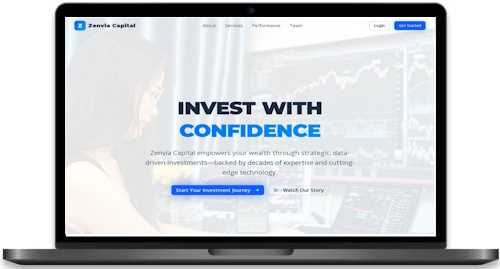 Zenvia Capital
About Services Performance Team
Login Get Started
INVEST WITH
CONFIDENCE
Zenvia Capital empowers your wealth through strategic, data-
driven investments—backed by decades of expertise and cutting-
edge technology.
Start Your Investment Journey →
Watch Our Story